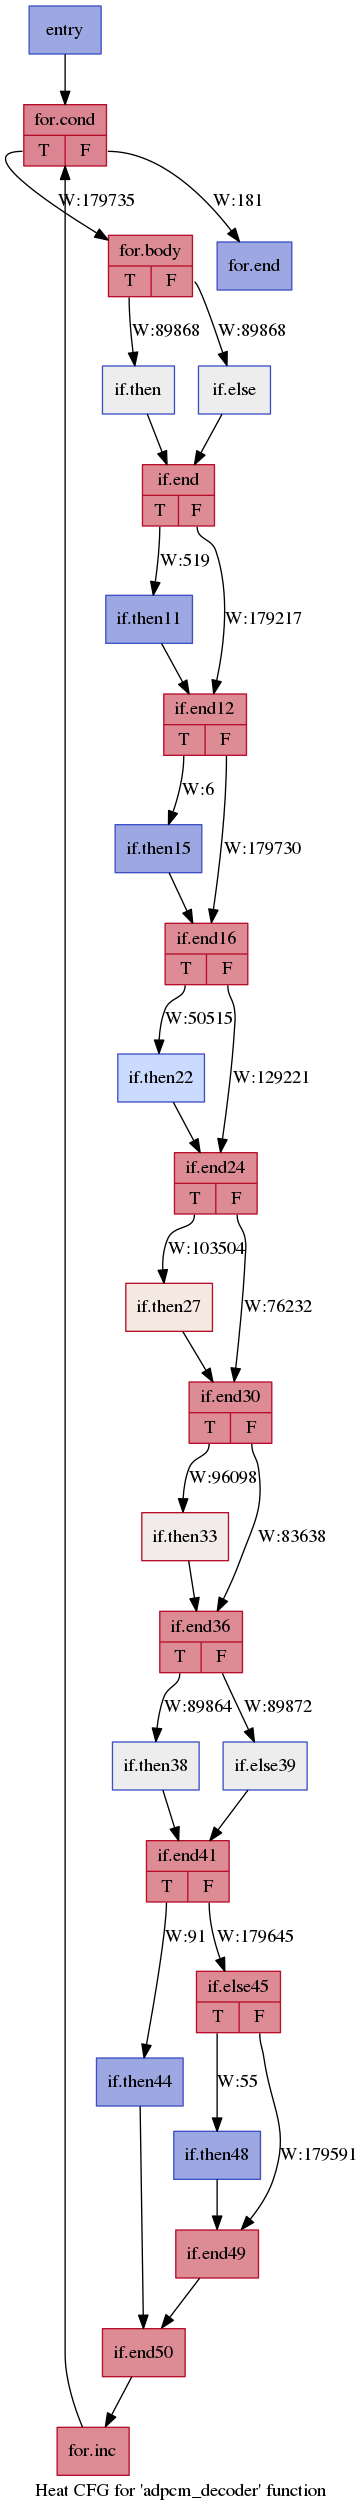 entry
for.cond
T F
W:179735 W:181
for.body
T F
for.end
W:89868 W:89868
if.then if.else
if.end
T F
W:519
if.then11 W:179217
if.end12
T F
W:6
if.then15 W:179730
if.end16
T F
W:50515
if.then22 W:129221
if.end24
T F
W:103504
if.then27 W:76232
if.end30
T F
W:96098
if.then33 W:83638
if.end36
T F
W:89864 W:89872
if.then38 if.else39
if.end41
T F
W:91 W:179645
if.else45
T F
if.then44 W:55
if.then48 W:179591
if.end49
if.end50
for.inc
Heat CFG for 'adpcm_decoder' function